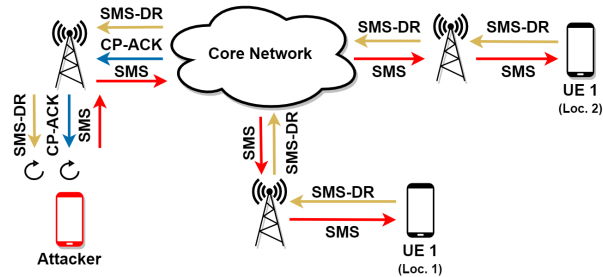 SMS-DR
CP-ACK
SMS
Core Network
SMS-DR
SMS
SMS-DR
SMS
UE 1
(Loc. 2)
SMS-DR
CP-ACK
SMS
SMS
SMS-DR
SMS-DR
SMS
UE 1
(Loc. 1)
Attacker